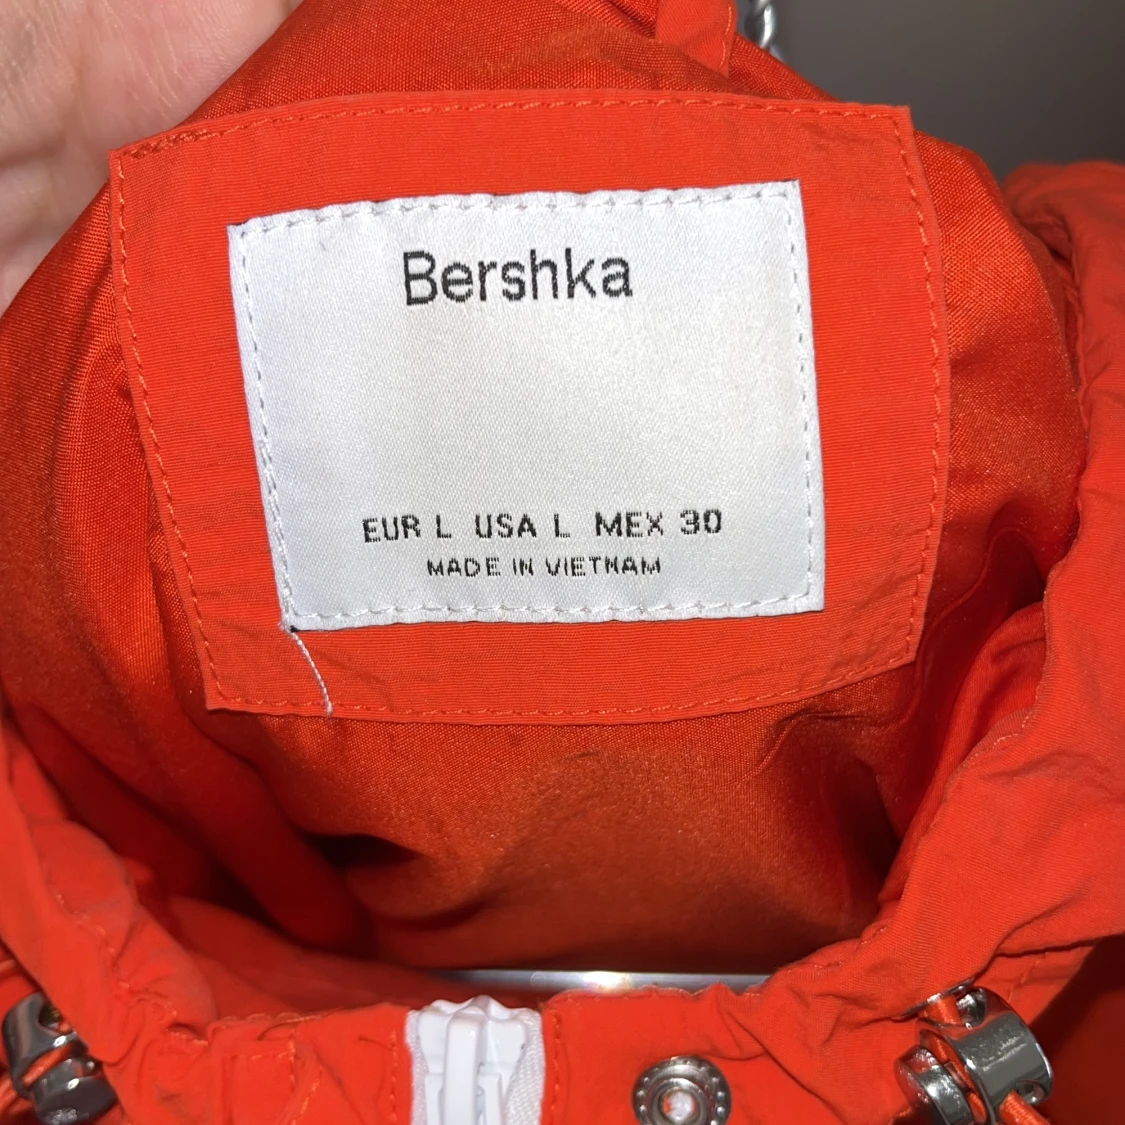 Bershka
EUR L USA L MEX 30
MADE IN VIETNAM